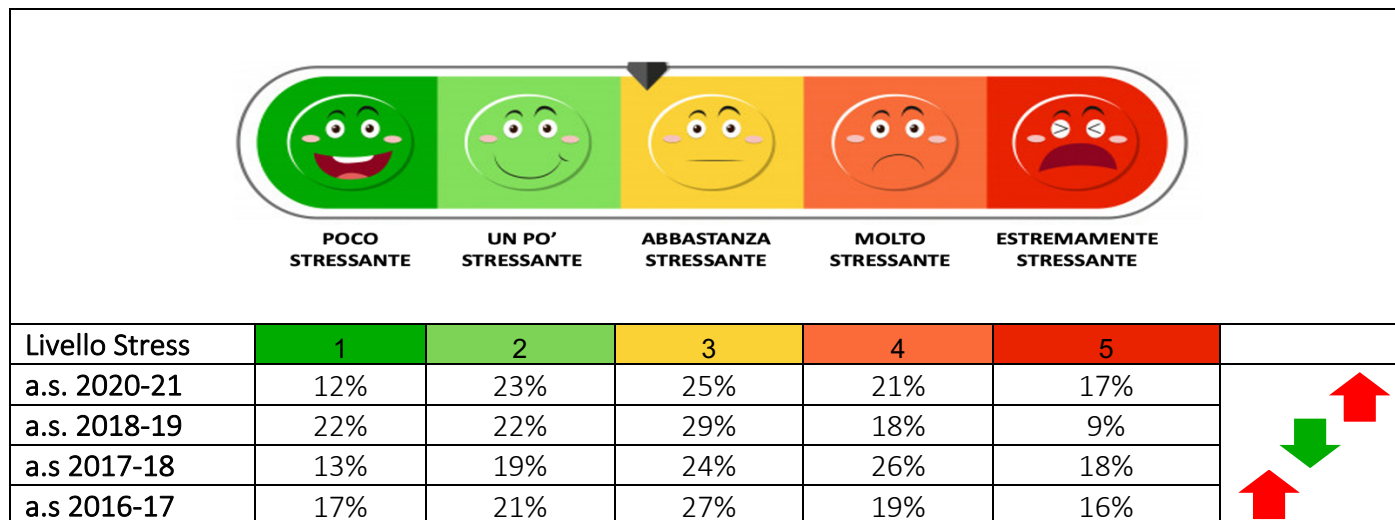 POCO STRESSANTE
UN PO’ STRESSANTE
ABBASTANZA STRESSANTE
MOLTO STRESSANTE
ESTREMAMENTE STRESSANTE
Livello Stress 1 2 3 4 5
a.s. 2020-21 12% 23% 25% 21% 17%
a.s. 2018-19 22% 22% 29% 18% 9%
a.s 2017-18 13% 19% 24% 26% 18%
a.s 2016-17 17% 21% 27% 19% 16%